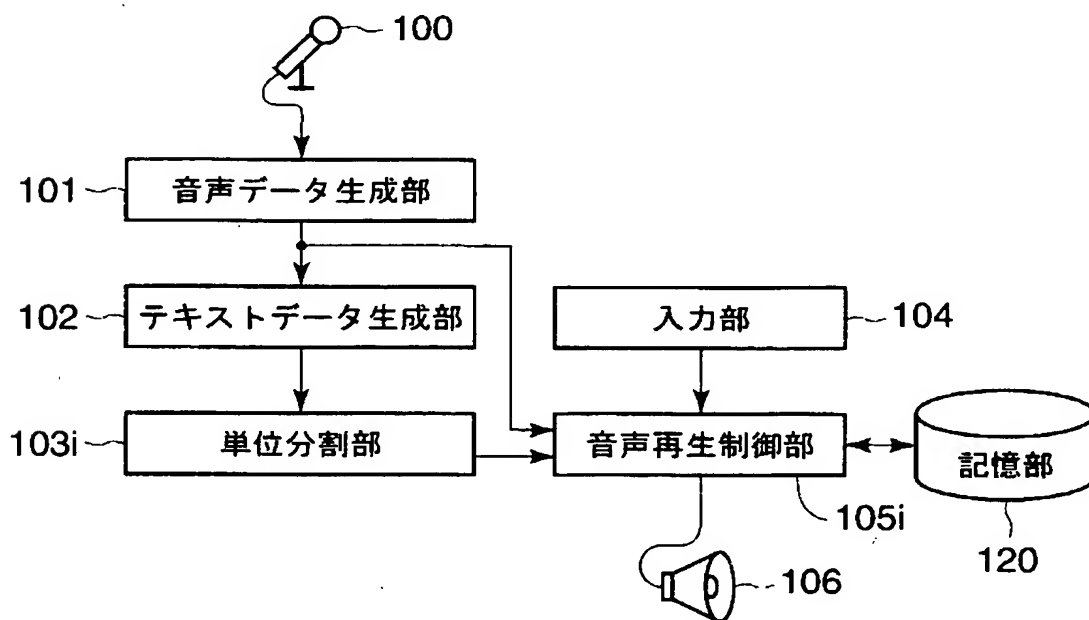 100
101 音声データ生成部
102 テキストデータ生成部
入力部 104
103i 単位分割部
音声再生制御部
記憶部
105i
120
106